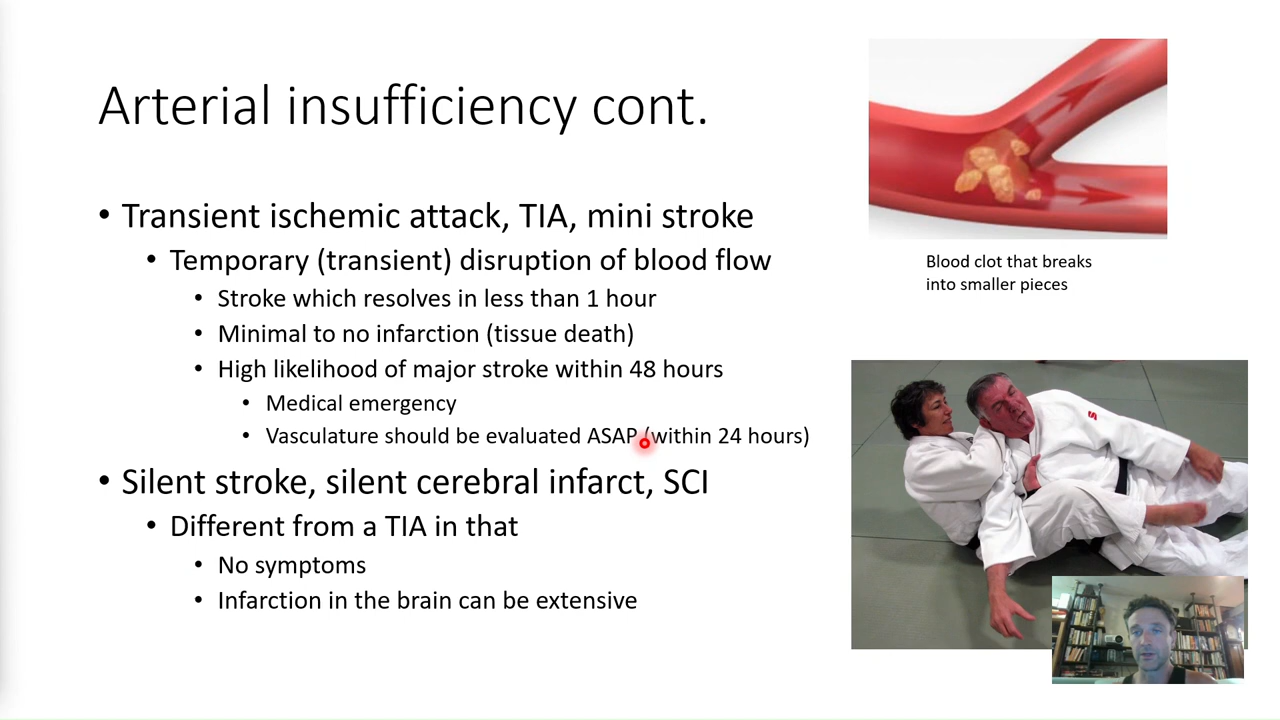 Arterial insufficiency cont.
• Transient ischemic attack, TIA, mini stroke
• Temporary (transient) disruption of blood flow
• Stroke which resolves in less than 1 hour
• Minimal to no infarction (tissue death)
• High likelihood of major stroke within 48 hours
• Medical emergency
• Vasculature should be evaluated ASAP (within 24 hours)
• Silent stroke, silent cerebral infarct, SCI
• Different from a TIA in that
• No symptoms
• Infarction in the brain can be extensive
Blood clot that breaks
into smaller pieces